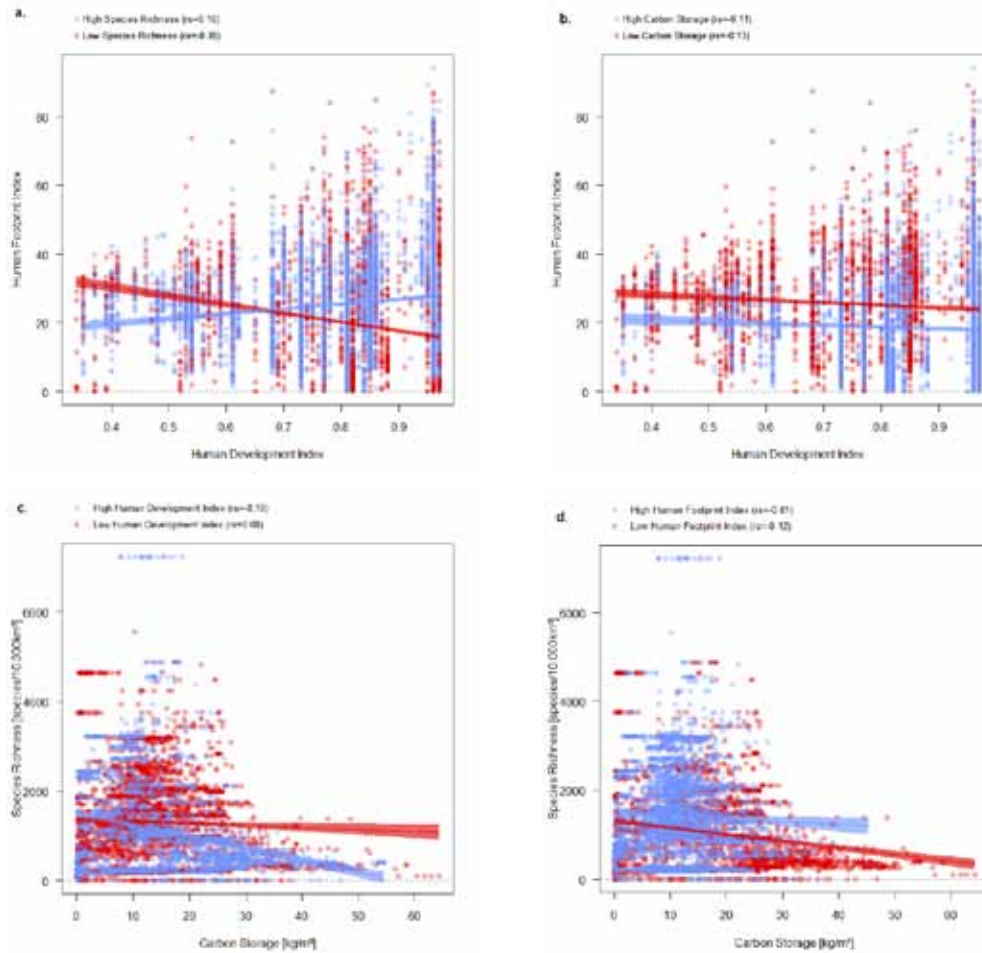 a.
High Species Richness
Low Species Richness
80
60
40
20
0
0.4 0.5 0.6 0.7 0.8 0.9
Human Footprint Index
Human Development Index
b.
High Carbon Storage (rs=-0.11)
Low Carbon Storage (rs=-0.13)
80
60
40
20
0
0.4 0.5 0.6 0.7 0.8 0.9
Human Footprint Index
Human Development Index
c.
High Human Development Index
Low Human Development Index
6000
4000
2000
0
0 10 20 30 40 50 60
Species Richness [species/10.000km²]
Carbon Storage [kg/m²]
d.
High Human Footprint Index
Low Human Footprint Index
6000
4000
2000
0
0 10 20 30 40 50 60
Species Richness [species/10 000km²]
Carbon Storage [kg/m²]